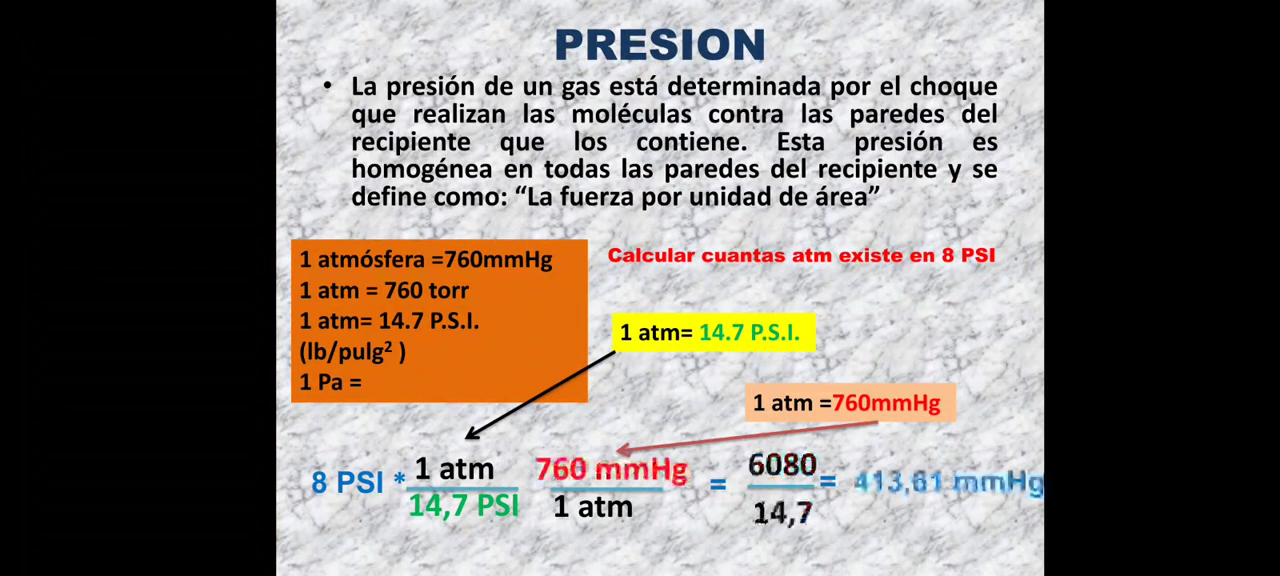 PRESION
• La presión de un gas está determinada por el choque
que realizan las moléculas contra las paredes del
recipiente que los contiene. Esta presión es
homogénea en todas las paredes del recipiente y se
define como: “La fuerza por unidad de área”
1 atmósfera =760mmHg
1 atm = 760 torr
1 atm= 14.7 P.S.I.
(lb/pulg² )
1 Pa =
Calcular cuantas atm existe en 8 PSI
1 atm= 14.7 P.S.I.
1 atm =760mmHg
8 PSI * 1 atm 760 mmHg = 6080 = 413,61 mmHg
14,7 PSI 1 atm 14,7